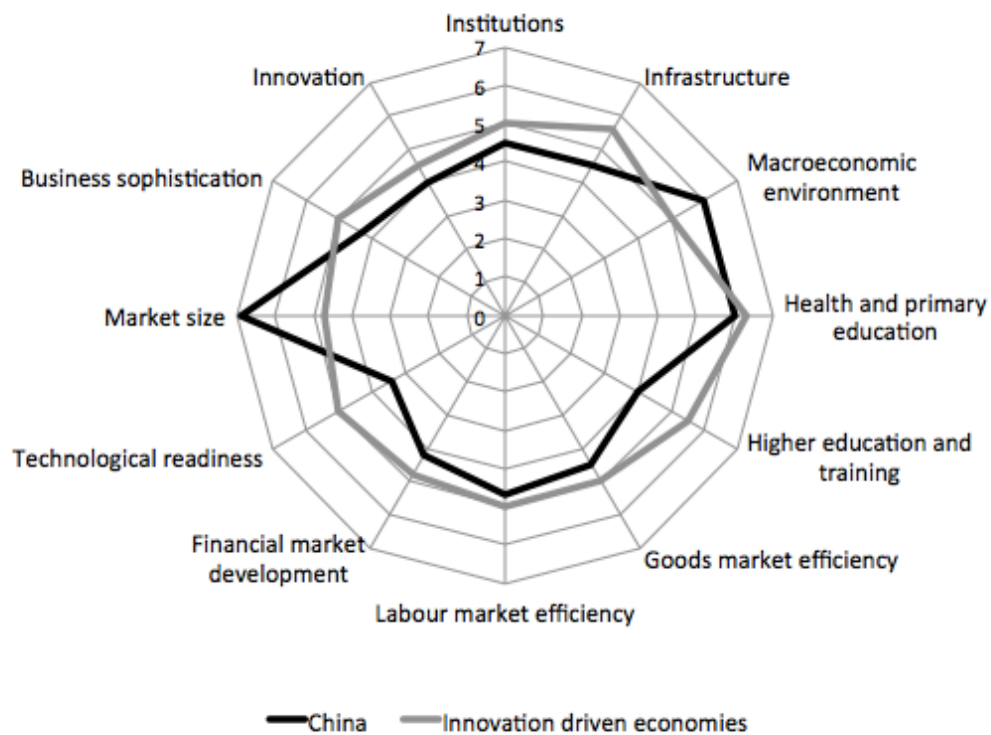 Institutions
7
6
5
4
3
2
1
0
Infrastructure
Macroeconomic
environment
Health and primary
education
Higher education and
training
Goods market efficiency
Labour market efficiency
Financial market
development
Technological readiness
Market size
Business sophistication
Innovation
China
Innovation driven economies